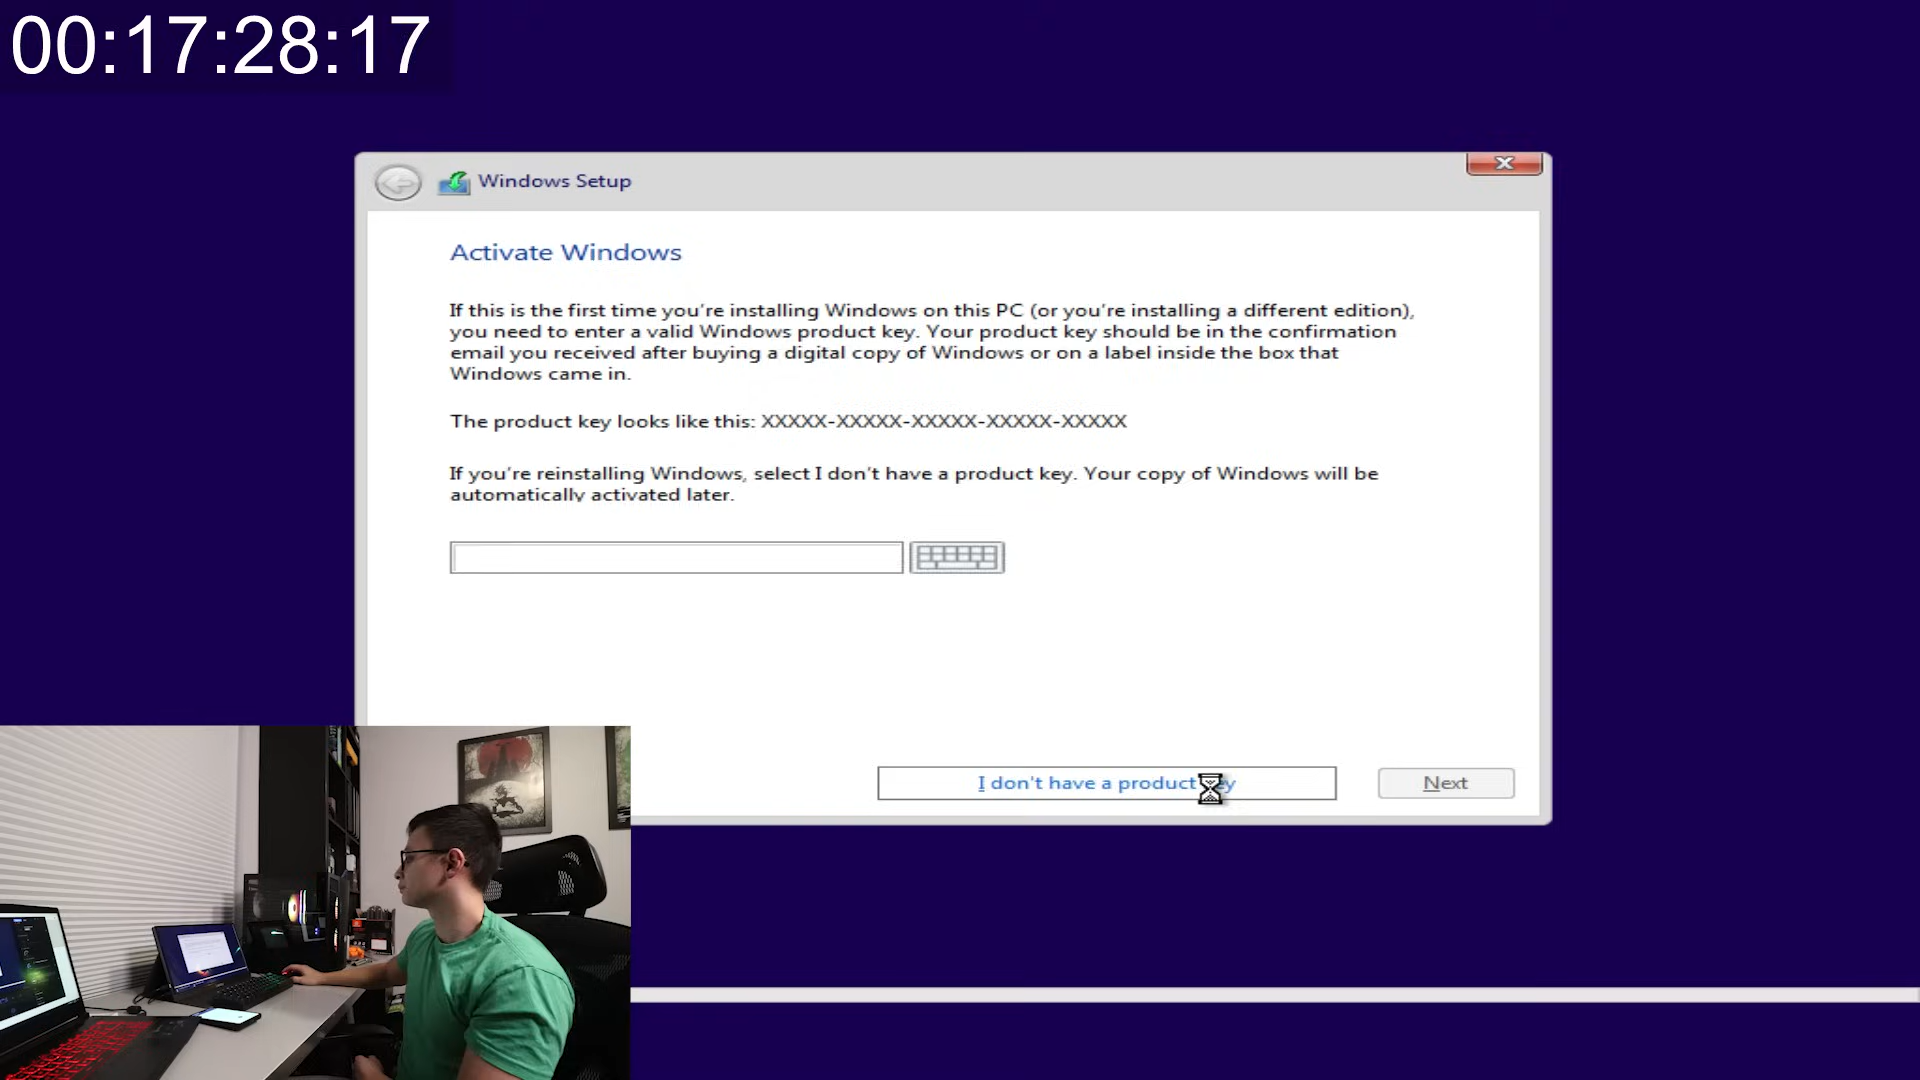 00:17:28:17
Windows Setup
Activate Windows
If this is the first time you're installing Windows on this PC (or you're installing a different edition),
you need to enter a valid Windows product key. Your product key should be in the confirmation
email you received after buying a digital copy of Windows or on a label inside the box that
Windows came in.
The product key looks like this: XXXXX-XXXXX-XXXXX-XXXXX-XXXXX
If you're reinstalling Windows, select I don't have a product key. Your copy of Windows will be
automatically activated later.
I don't have a product
Next